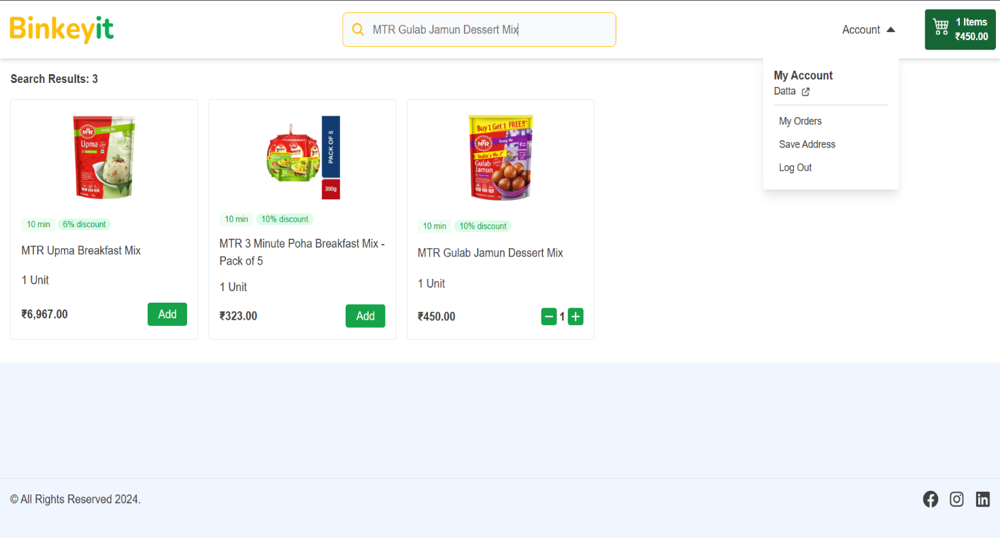 Binkeyit
MTR Gulab Jamun Dessert Mix
Account
1 Items
₹450.00
My Account
Datta
My Orders
Save Address
Log Out
Search Results: 3
MTR
Upma
10 min
6% discount
MTR Upma Breakfast Mix
1 Unit
₹6,967.00
Add
PACK OF 5
300g
10 min
10% discount
MTR 3 Minute Poha Breakfast Mix -
Pack of 5
1 Unit
₹323.00
Add
Buy 1 Get 1 FREE!!
MTR
India's No.1
Gulab
Jamun
10 min
10% discount
MTR Gulab Jamun Dessert Mix
1 Unit
₹450.00
1
© All Rights Reserved 2024.